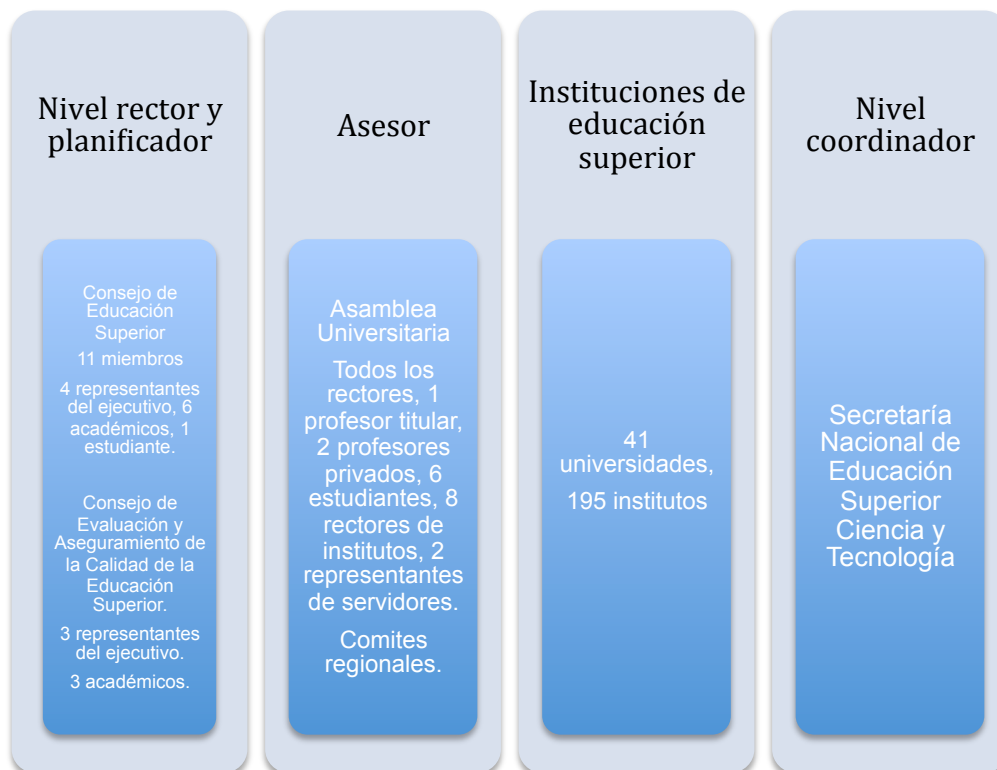 Nivel rector y
planificador
Consejo de
Educación
Superior
11 miembros
4 representantes
del ejecutivo, 6
académicos, 1
estudiante.
Consejo de
Evaluación y
Aseguramiento de
la Calidad de la
Educación
Superior.
3 representantes
del ejecutivo.
3 académicos.
Asesor
Asamblea
Universitaria
Todos los
rectores, 1
profesor titular,
2 profesores
privados, 6
estudiantes, 8
rectores de
institutos, 2
representantes
de servidores.
Comites
regionales.
Instituciones de
educación
superior
41
universidades,
195 institutos
Nivel
coordinador
Secretaría
Nacional de
Educación
Superior
Ciencia y
Tecnología